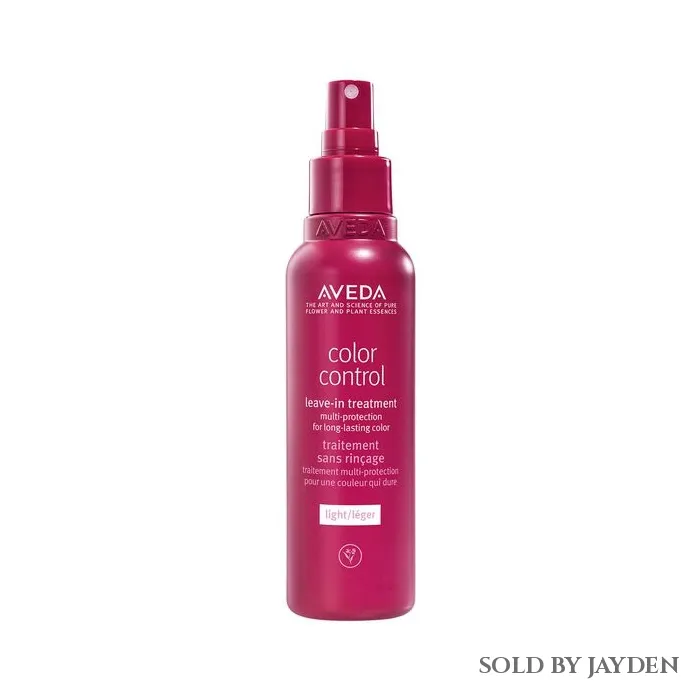 AVEDA
AVEDA
THE ART AND SCIENCE OF PURE
FLOWER AND PLANT ESSENCES
color
control
leave-in treatment
multi-protection
for long-lasting color
traitement
sans rinçage
traitement multi-protection
pour une couleur qui dure
light/léger
SOLD BY JAYDEN